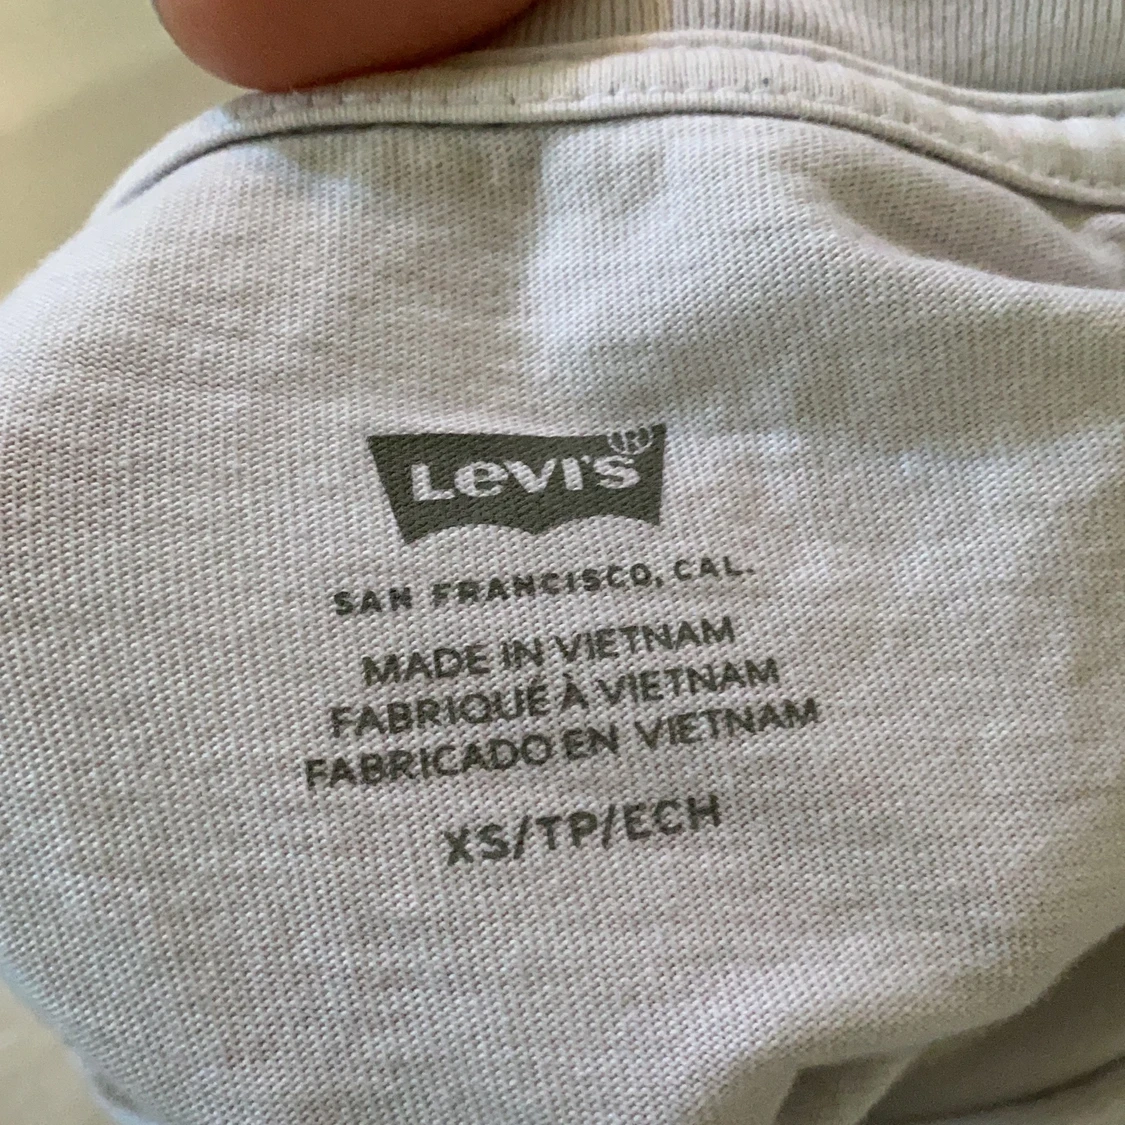 Levi's®
SAN FRANCISCO, CAL.
MADE IN VIETNAM
FABRIQUÉ À VIETNAM
FABRICADO EN VIETNAM
XS/TP/ECH